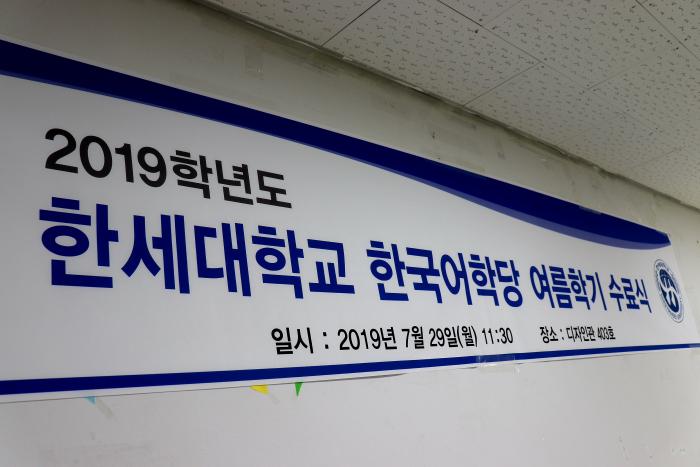 2019학년도
한세대학교 한국어학당 여름학기 수료식
일시 : 2019년 7월 29일(월) 11:30 장소 : 디자인관 403호